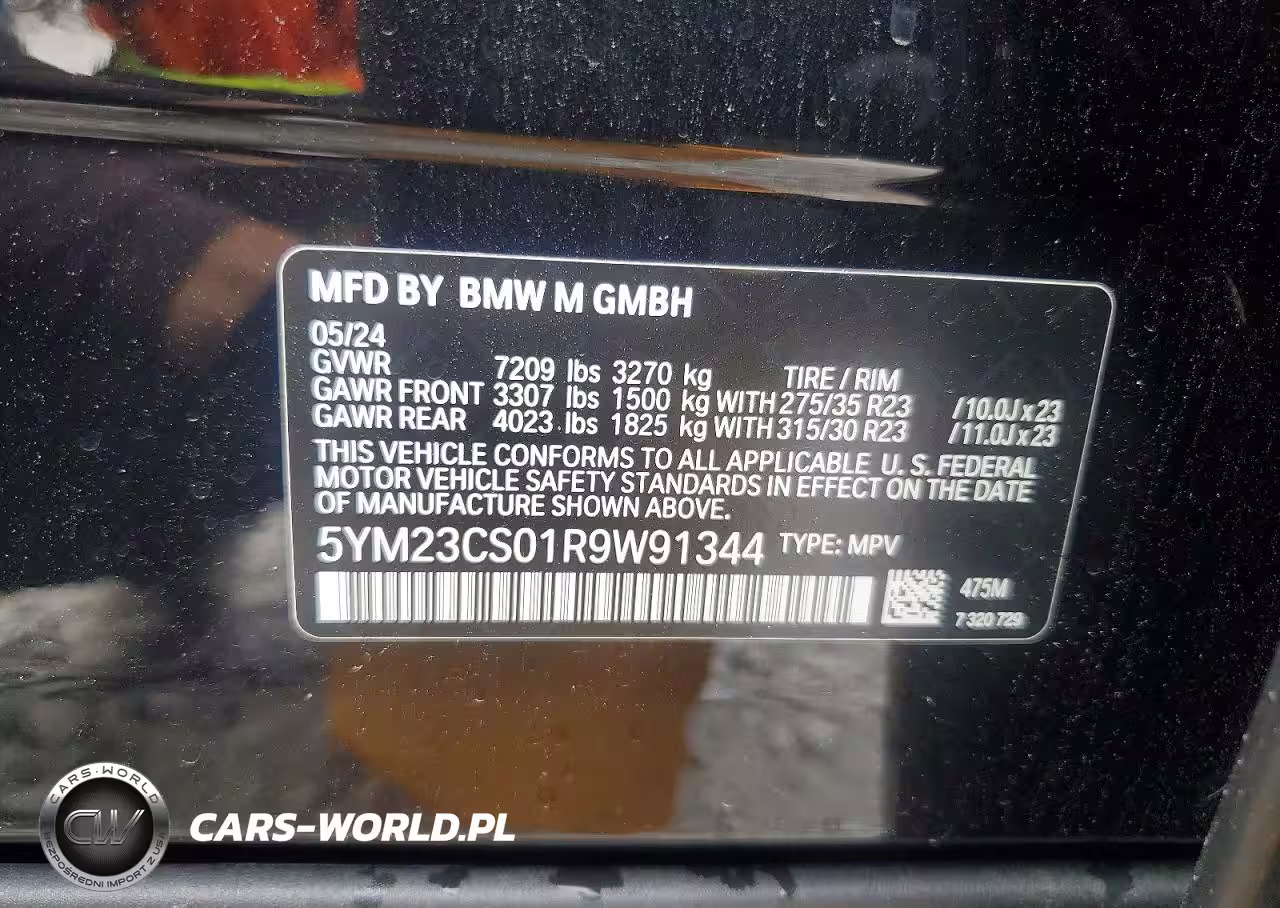 MFD BY BMW M GMBH
05/24
GVWR 7209 lbs 3270 kg TIRE / RIM
GAWR FRONT 3307 lbs 1500 kg WITH 275/35 R23 / 10.0J x 23
GAWR REAR 4023 lbs 1825 kg WITH 315/30 R23 / 11.0J x 23
THIS VEHICLE CONFORMS TO ALL APPLICABLE U. S. FEDERAL
MOTOR VEHICLE SAFETY STANDARDS IN EFFECT ON THE DATE
OF MANUFACTURE SHOWN ABOVE.
5YM23CS01R9W91344 TYPE: MPV
475M
7 320 729
CARS-WORLD
CW
BEZPOŚREDNI IMPORT Z USA
CARS-WORLD.PL